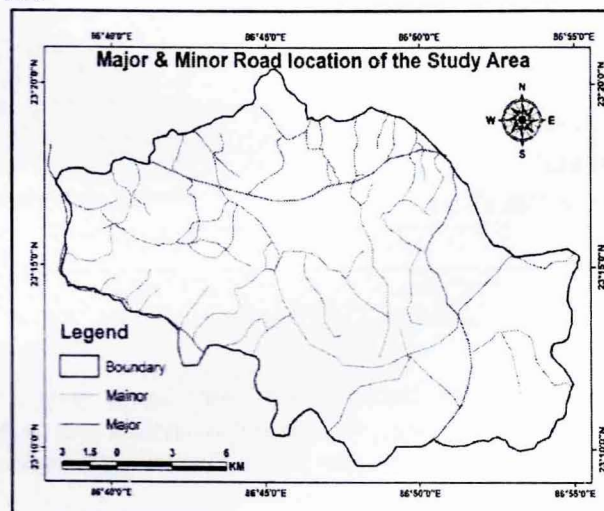 86°40'0"E 86°45'0"E 86°50'0"E 86°55'0"E
Major & Minor Road location of the Study Area
23°20'0"N 23°20'0"N
N
W E
S
23°15'0"N 23°15'0"N
Legend
Boundary
Mainor
Major
23°10'0"N 23°10'0"N
3 1.5 0 3 6
KM
86°40'0"E 86°45'0"E 86°50'0"E 86°55'0"E